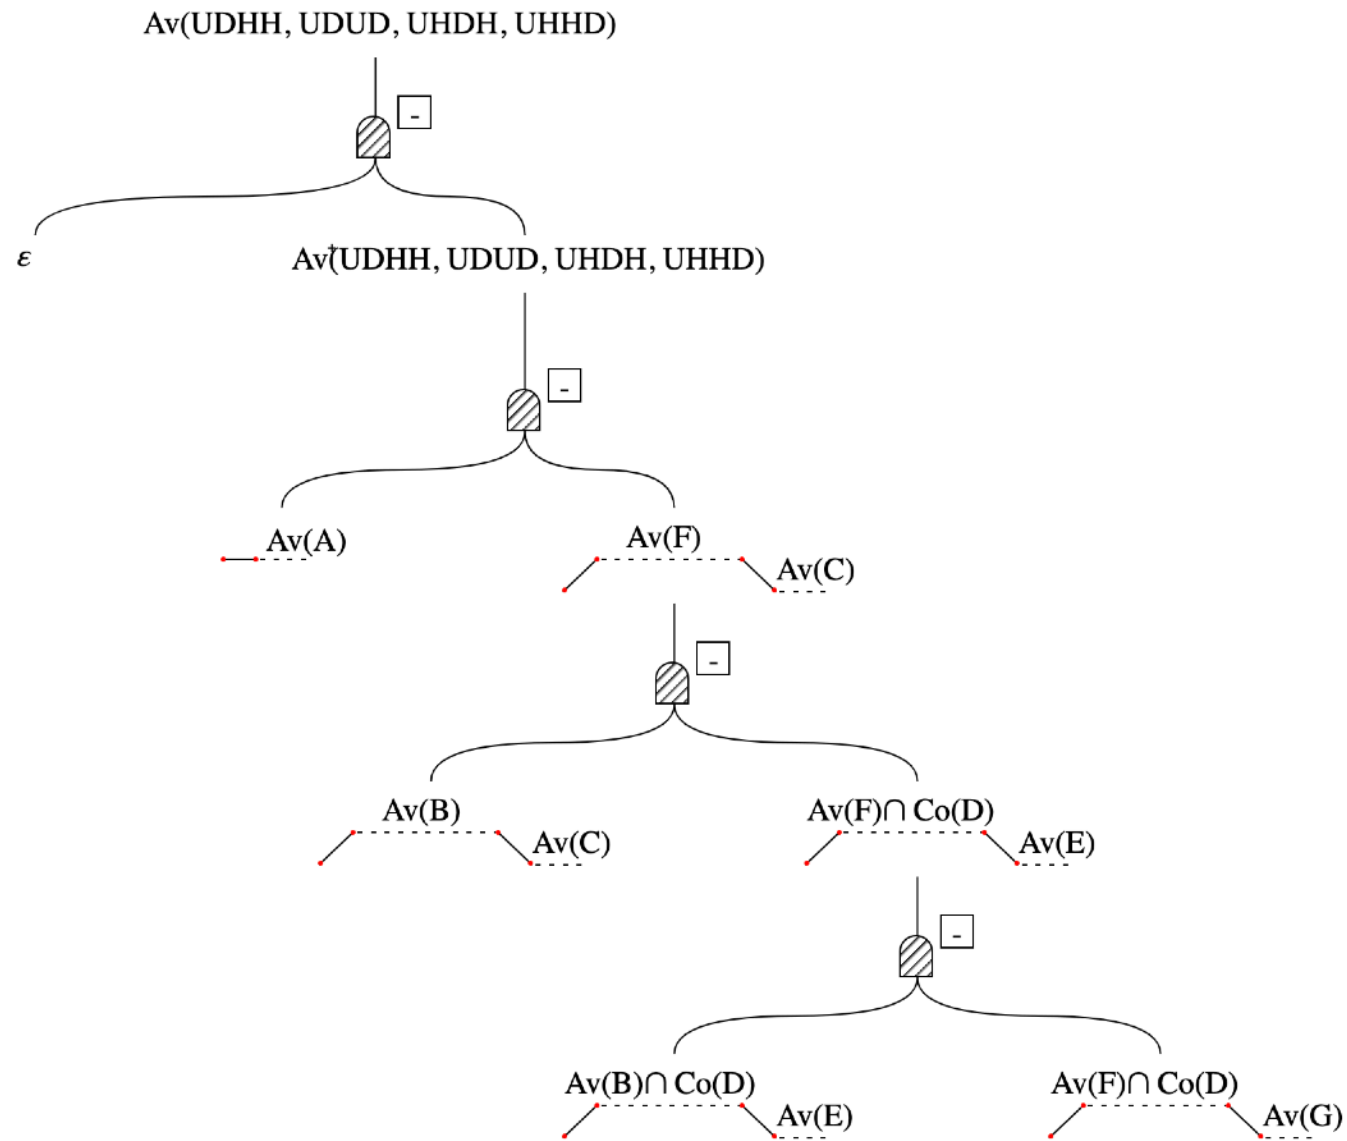 Av(UDHH, UDUD, UHDH, UHHD)
-
ε
Av⁺(UDHH, UDUD, UHDH, UHHD)
-
Av(A)
Av(F)
Av(C)
-
Av(B)
Av(C)
Av(F)∩ Co(D)
Av(E)
-
Av(B)∩ Co(D)
Av(E)
Av(F)∩ Co(D)
Av(G)